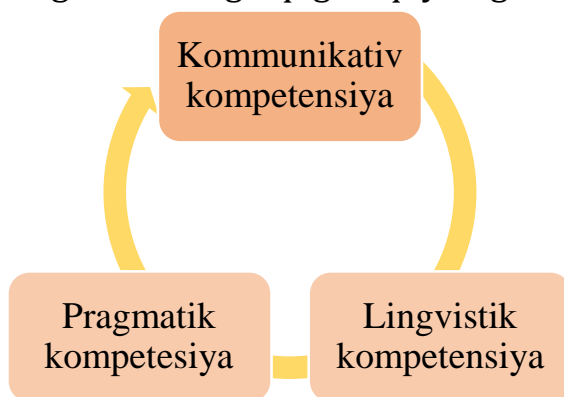 Kommunikativ
kompetensiya
Pragmatik
kompetesiya
Lingvistik
kompetensiya